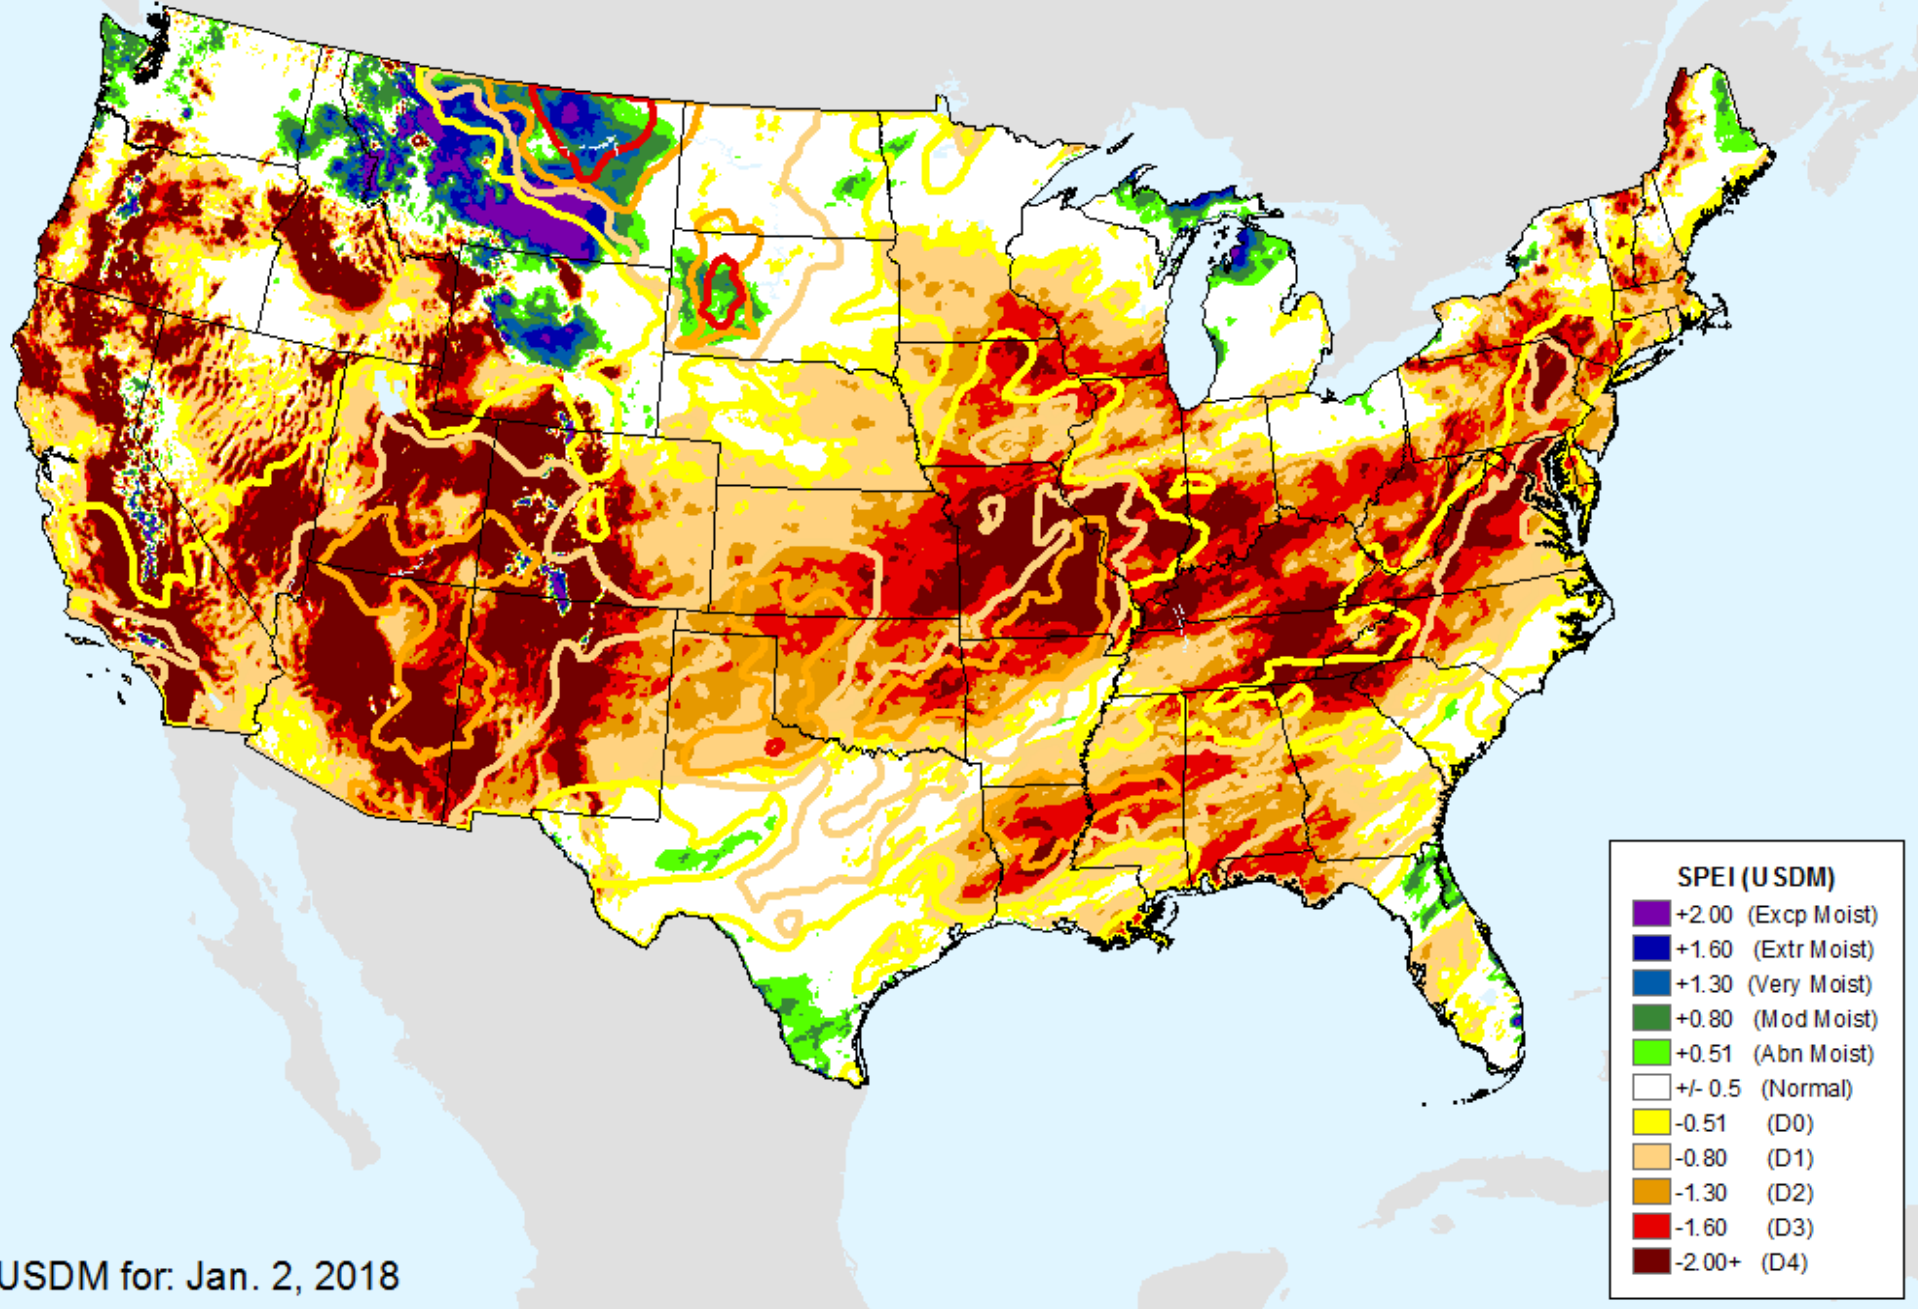 SPEI (USDM)
+2.00 (Excp Moist)
+1.60 (Extr Moist)
+1.30 (Very Moist)
+0.80 (Mod Moist)
+0.51 (Abn Moist)
+/- 0.5 (Normal)
-0.51 (D0)
-0.80 (D1)
-1.30 (D2)
-1.60 (D3)
-2.00+ (D4)
USDM for: Jan. 2, 2018